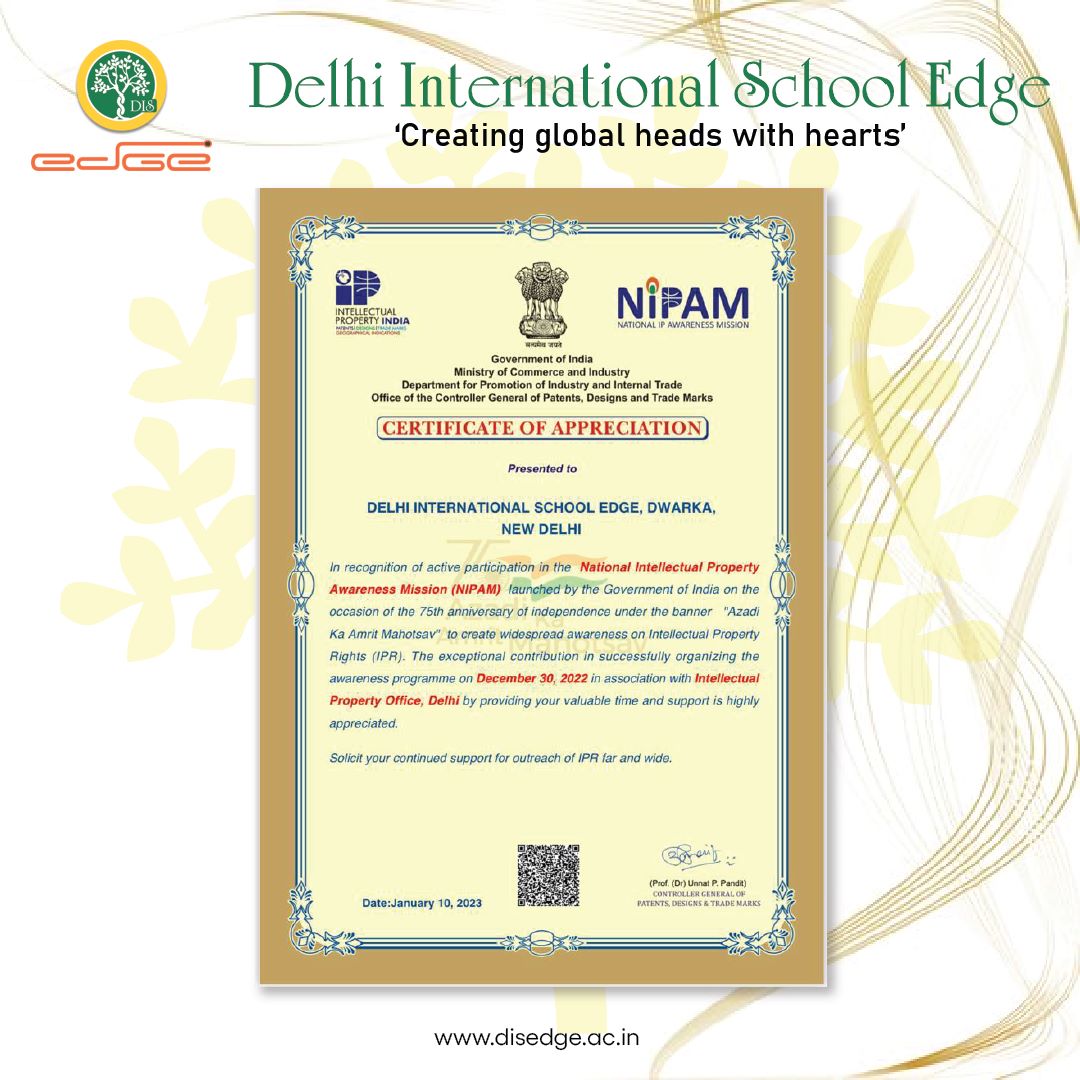 DIS
edge
Delhi International School Edge
‘Creating global heads with hearts’
iP
INTELLECTUAL
PROPERTY INDIA
PATENTS | DESIGNS | TRADE MARKS
GEOGRAPHICAL INDICATIONS
सत्यमेव जयते
NiPAM
NATIONAL IP AWARENESS MISSION
Government of India
Ministry of Commerce and Industry
Department for Promotion of Industry and Internal Trade
Office of the Controller General of Patents, Designs and Trade Marks
CERTIFICATE OF APPRECIATION
Presented to
DELHI INTERNATIONAL SCHOOL EDGE, DWARKA,
NEW DELHI
75
Azadi
Ka
Amrit Mahotsav
In recognition of active participation in the National Intellectual Property
Awareness Mission (NIPAM) launched by the Government of India on the
occasion of the 75th anniversary of independence under the banner "Azadi
Ka Amrit Mahotsav" to create widespread awareness on Intellectual Property
Rights (IPR). The exceptional contribution in successfully organizing the
awareness programme on December 30, 2022 in association with Intellectual
Property Office, Delhi by providing your valuable time and support is highly
appreciated.
Solicit your continued support for outreach of IPR far and wide.
Date:January 10, 2023
(Prof. (Dr) Unnat P. Pandit)
CONTROLLER GENERAL OF
PATENTS, DESIGNS & TRADE MARKS
www.disedge.ac.in